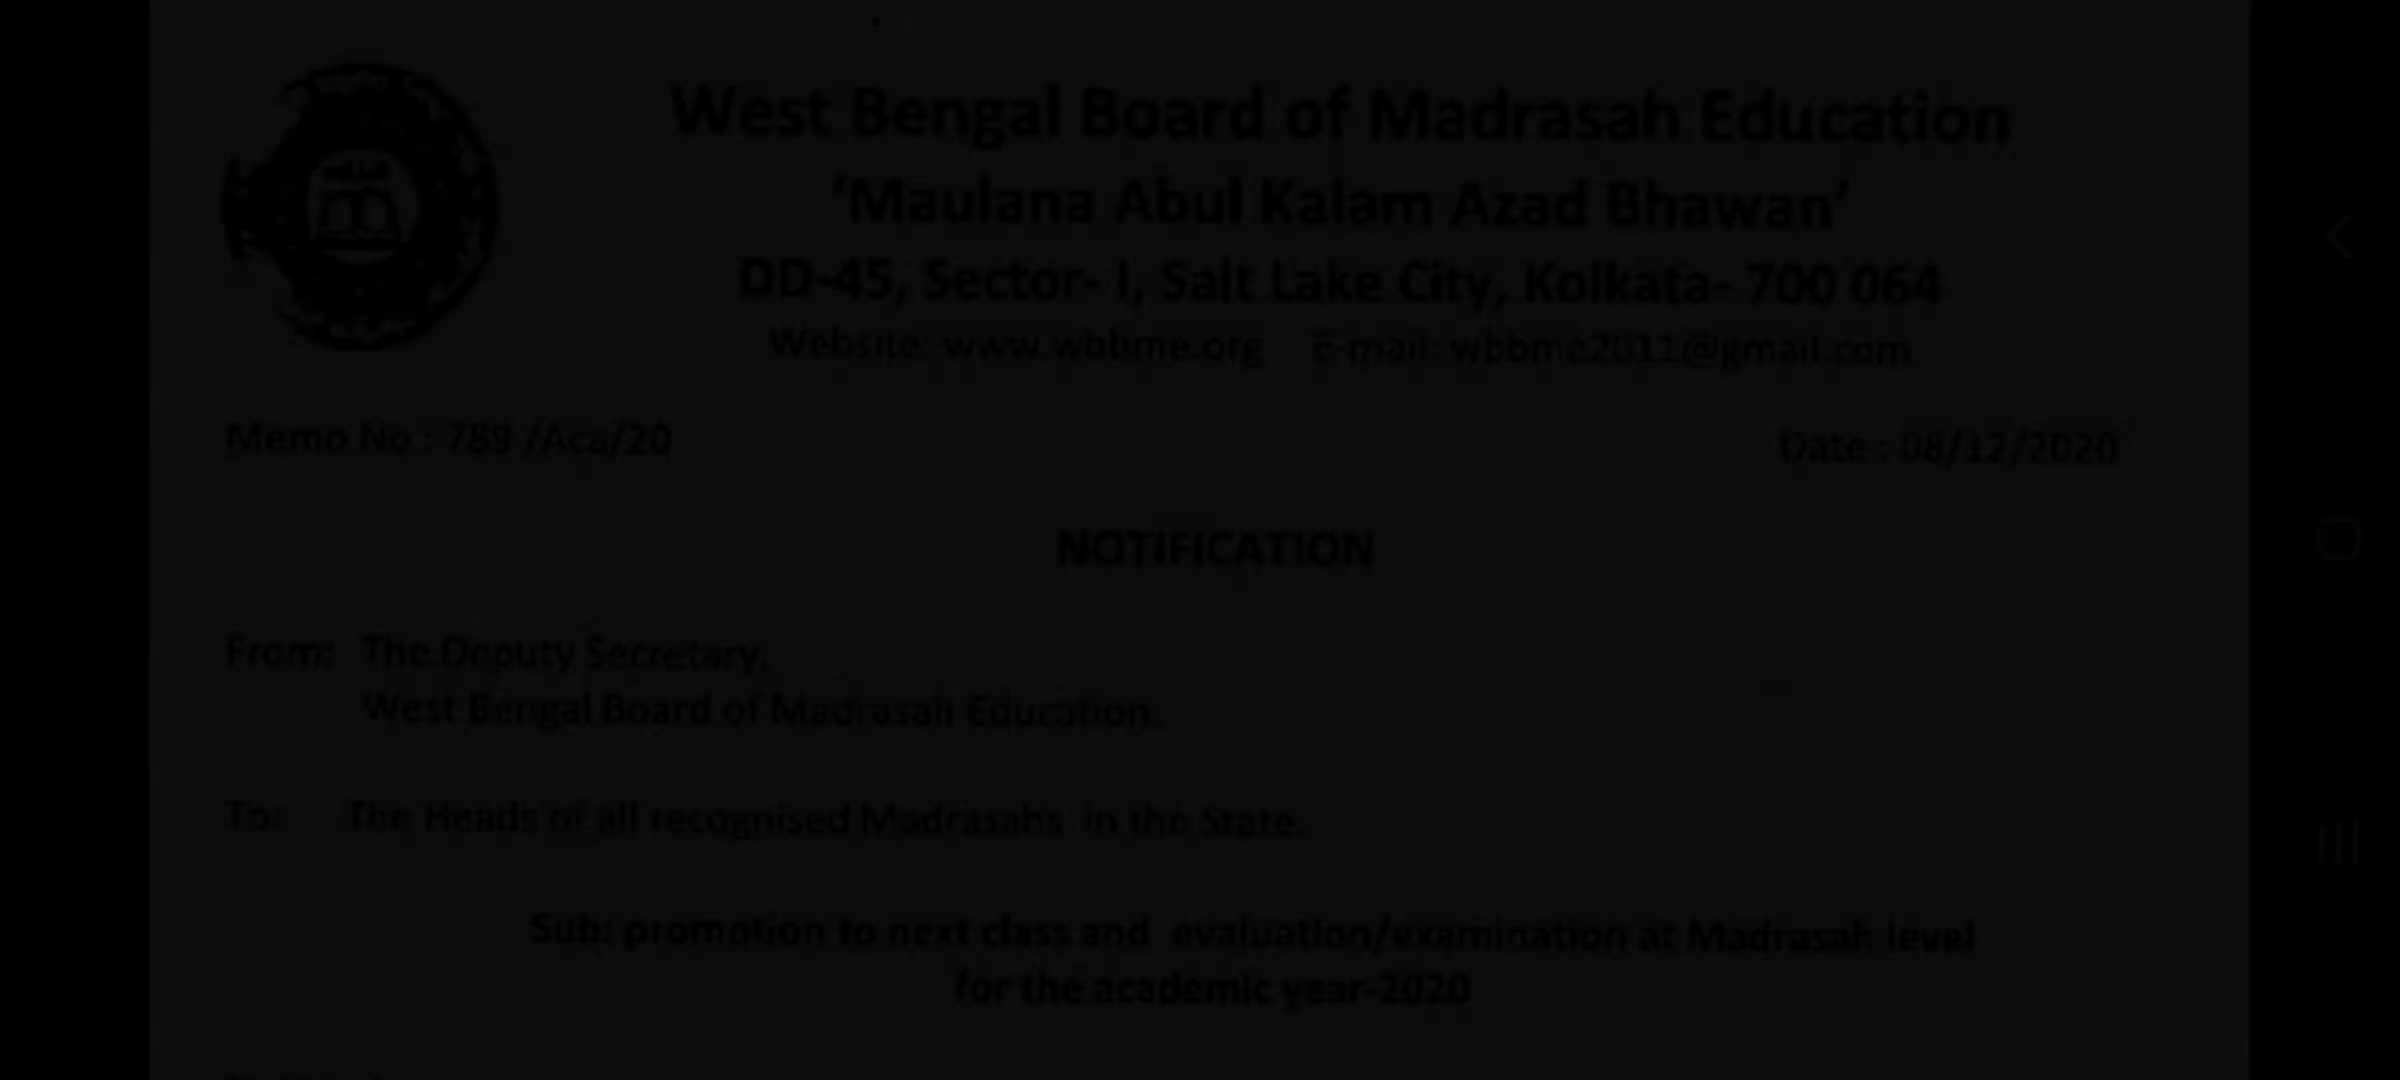 West Bengal Board of Madrasah Education
'Maulana Abul Kalam Azad Bhawan'
DD-45, Sector- I, Salt Lake City, Kolkata- 700 064
Website: www.wbbme.org E-mail: wbbme2011@gmail.com
Memo No : 789 /Aca/20
Date : 08/12/2020
NOTIFICATION
From: The Deputy Secretary,
West Bengal Board of Madrasah Education.
To: The Heads of all recognised Madrasahs in the State.
Sub: promotion to next class and evaluation/examination at Madrasah level
for the academic year-2020